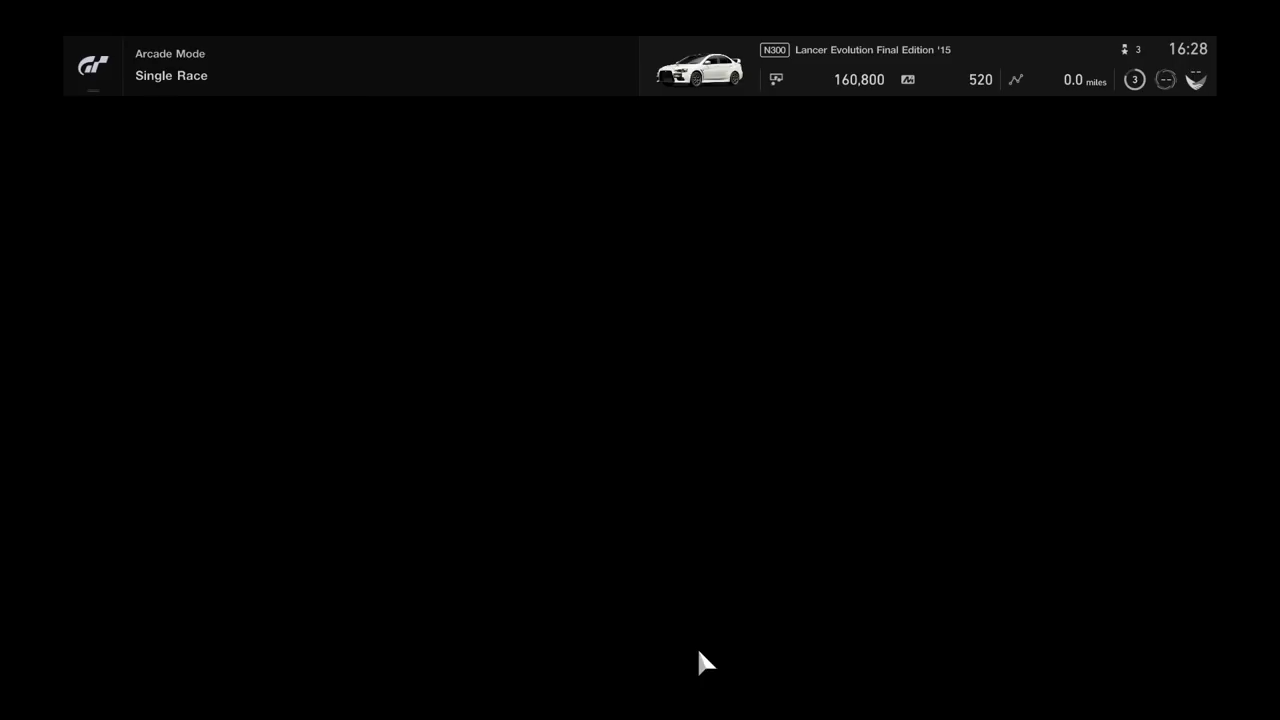 Arcade Mode
Single Race
N300 Lancer Evolution Final Edition '15
3 16:28
160,800 520 0.0 miles 3 -- --